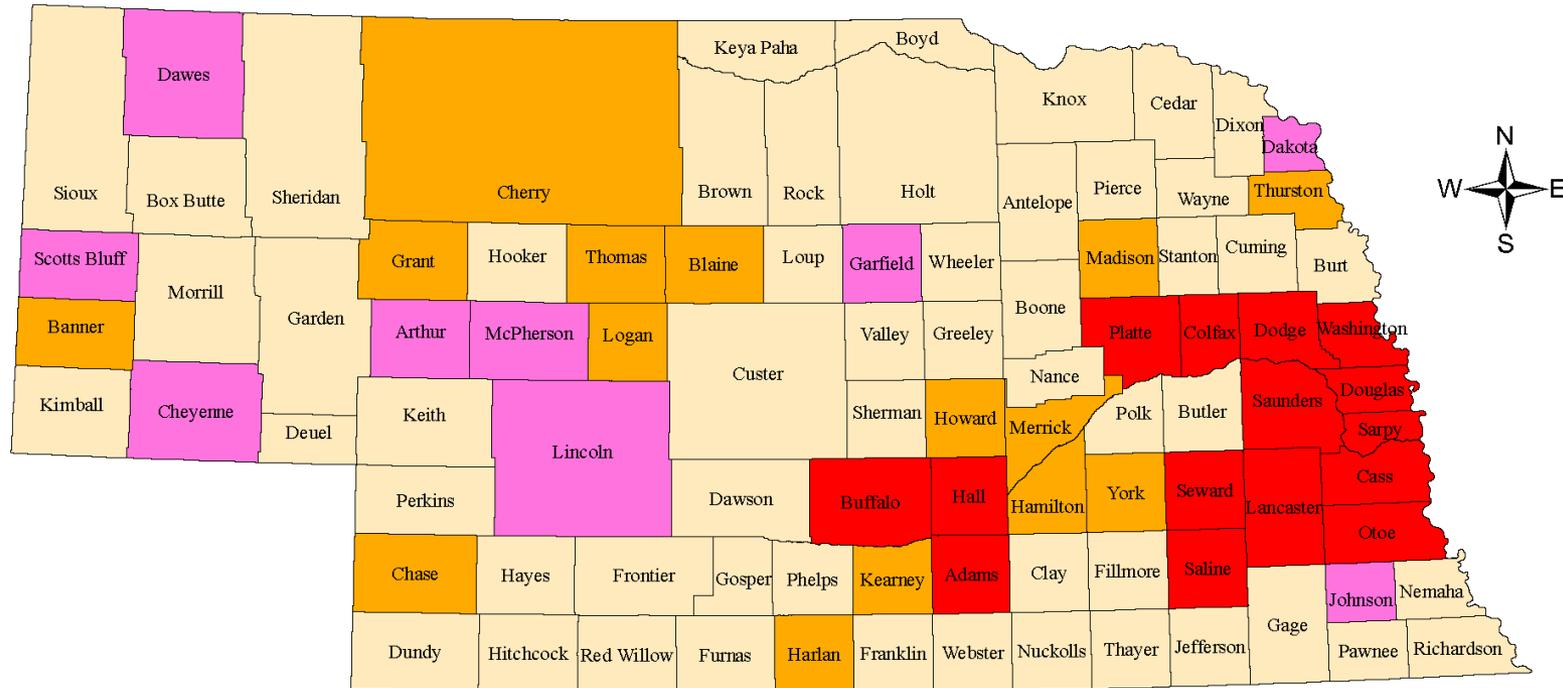 Keya Paha
Boyd
Dawes
Knox
Cedar
Dixon
Dakota
N
W
E
S
Sioux
Box Butte
Sheridan
Cherry
Brown
Rock
Holt
Antelope
Pierce
Wayne
Thurston
Scotts Bluff
Morrill
Grant
Hooker
Thomas
Blaine
Loup
Garfield
Wheeler
Madison
Stanton
Cuming
Burt
Banner
Garden
Arthur
McPherson
Logan
Custer
Valley
Greeley
Boone
Platte
Colfax
Dodge
Washington
Kimball
Cheyenne
Deuel
Keith
Lincoln
Sherman
Howard
Nance
Merrick
Polk
Butler
Saunders
Douglas
Sarpy
Perkins
Dawson
Buffalo
Hall
Hamilton
York
Seward
Lancaster
Cass
Otoe
Chase
Hayes
Frontier
Gosper
Phelps
Kearney
Adams
Clay
Fillmore
Saline
Johnson
Nemaha
Dundy
Hitchcock
Red Willow
Furnas
Harlan
Franklin
Webster
Nuckolls
Thayer
Jefferson
Gage
Pawnee
Richardson